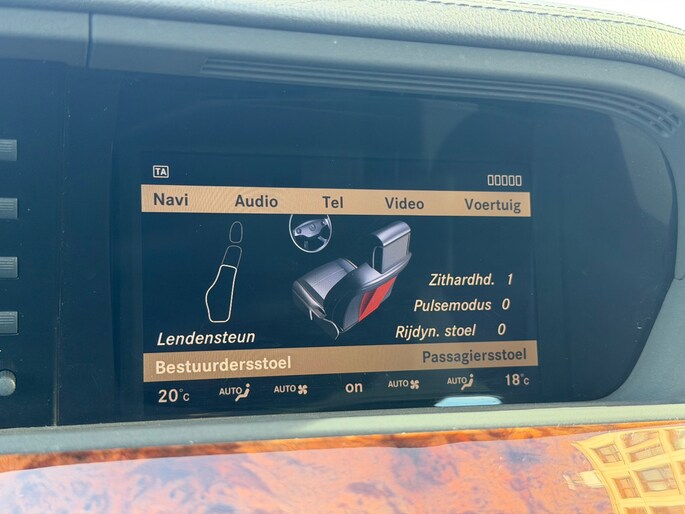 TA
Navi Audio Tel Video Voertuig
Zithardhd. 1
Pulsemodus 0
Lendensteun Rijdyn. stoel 0
Bestuurdersstoel Passagiersstoel
20°C AUTO AUTO on AUTO AUTO 18°C